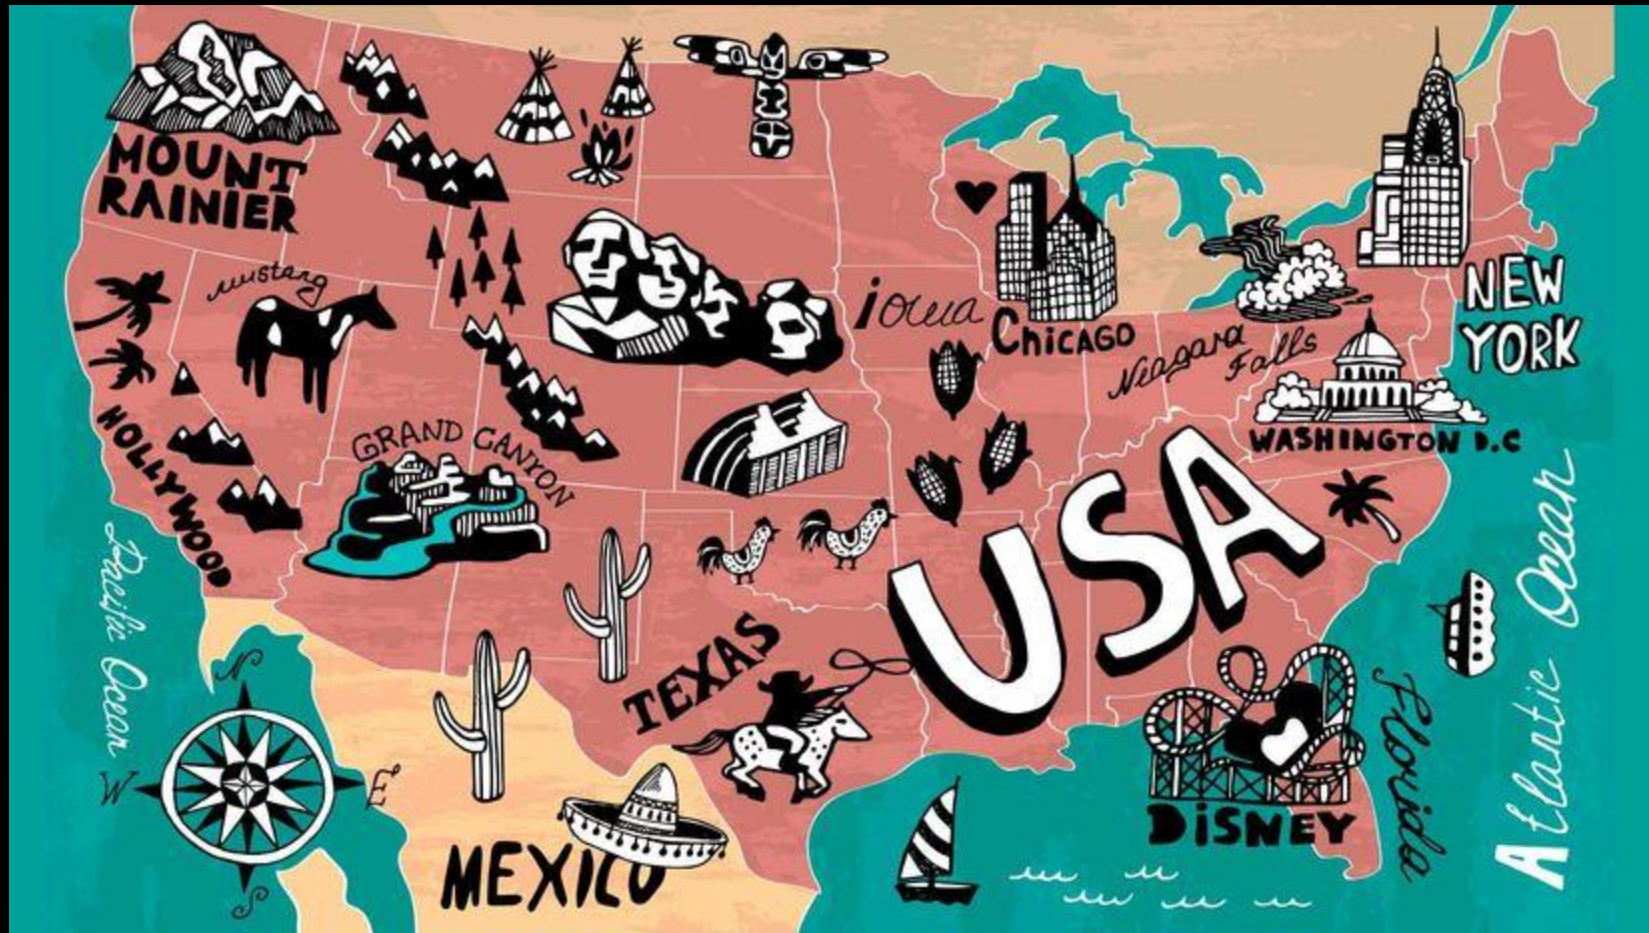 MOUNT
RAINIER
mustang
iowa
CHiCAGO
Neagara
Falls
NEW
YORK
WASHINGTON D.C
HOLLYWOOD
GRAND CANYON
USA
Pacific Ocean
Atlantic Ocean
TEXAS
N
W
E
S
DiSNEY
Florida
MEXICO